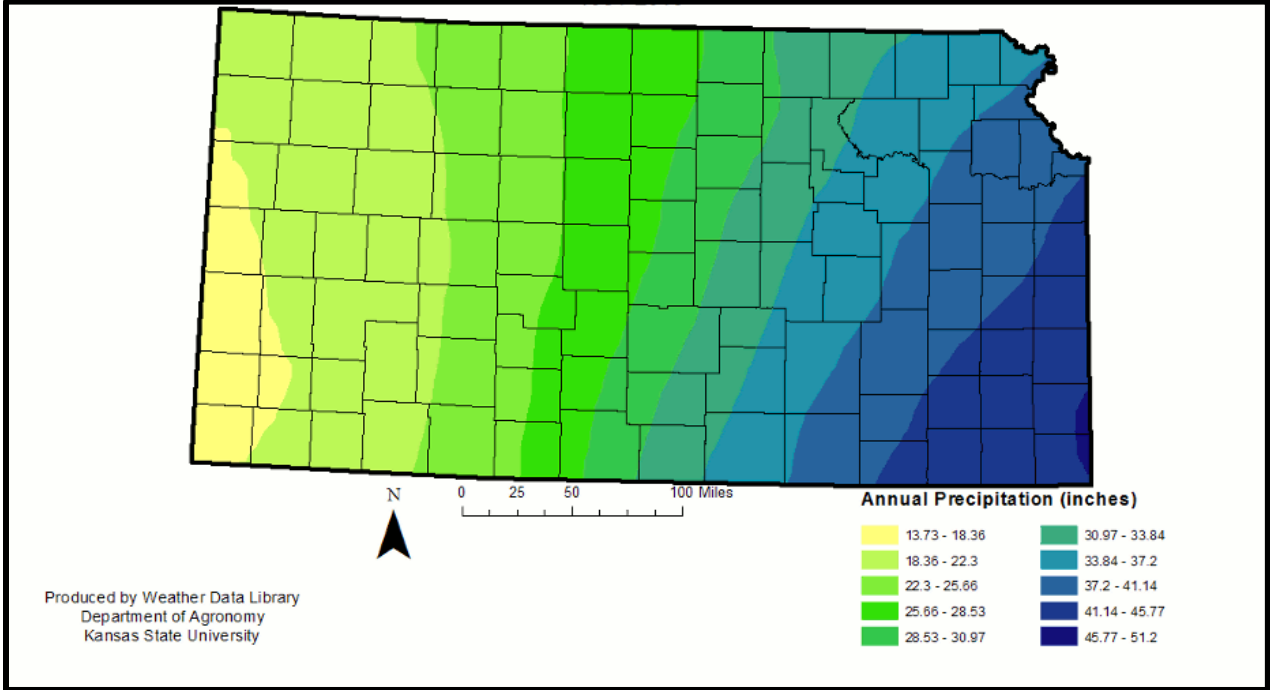 N
0 25 50 100 Miles
Annual Precipitation (inches)
13.73 - 18.36
18.36 - 22.3
22.3 - 25.66
25.66 - 28.53
28.53 - 30.97
30.97 - 33.84
33.84 - 37.2
37.2 - 41.14
41.14 - 45.77
45.77 - 51.2
Produced by Weather Data Library
Department of Agronomy
Kansas State University